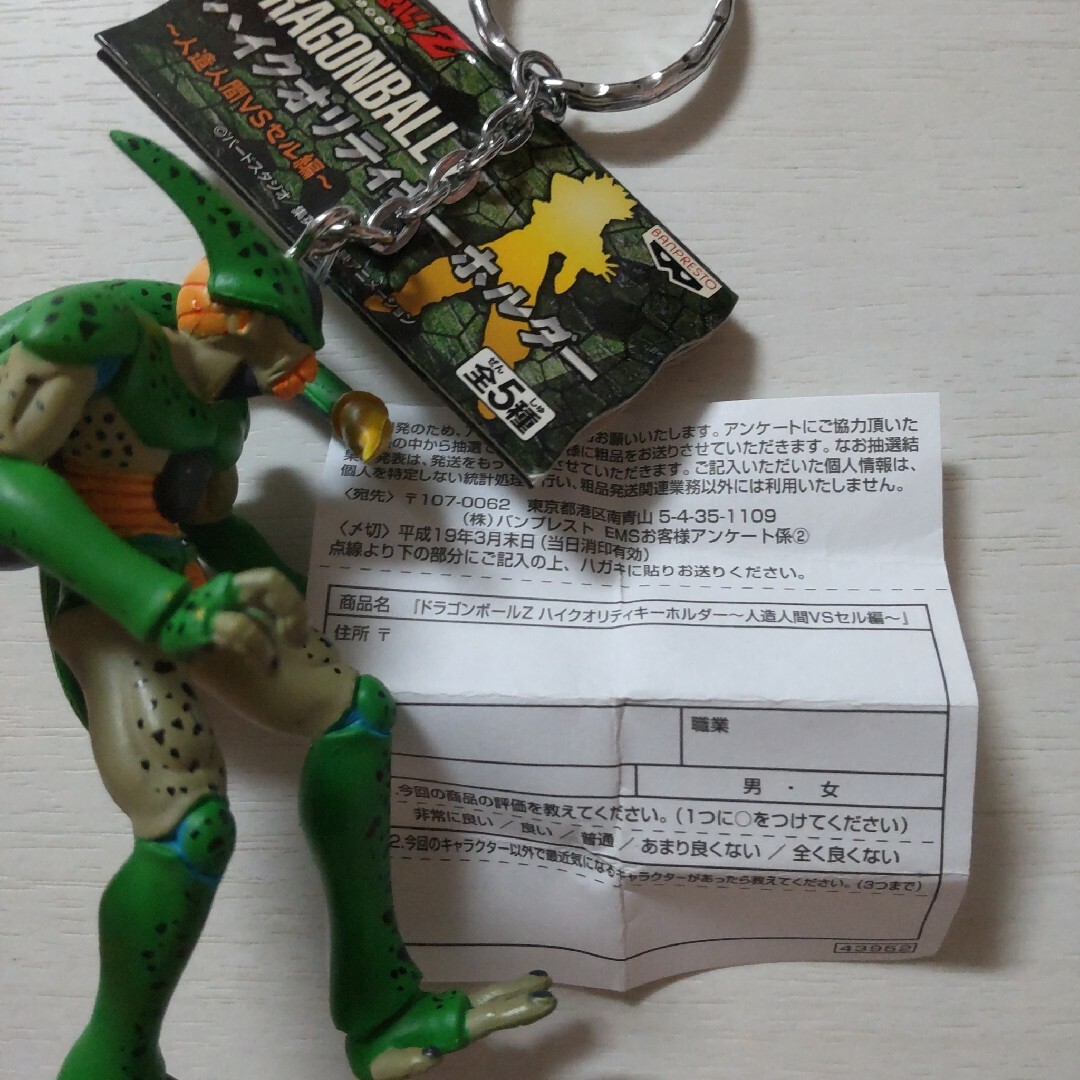 DRAGONBALL Z
ハイクオリティキーホルダー
〜人造人間VSセル編〜
©バードスタジオ/集英
ニメーション
BANPRESTO
ぜん しゅ
全5種
発のため、ア お願いいたします。アンケートにご協力頂いた
の中から抽選で 様に粗品をお送りさせていただきます。なお抽選結
果 発表は、発送をもっ させていただきます。ご記入いただいた個人情報は、
個人を特定しない統計処理 行い、粗品発送関連業務以外には利用いたしません。
〈宛先〉〒107-0062 東京都港区南青山 5-4-35-1109
(株)バンプレスト EMSお客様アンケート係②
〈〆切〉平成19年3月末日(当日消印有効)
点線より下の部分にご記入の上、ハガキに貼りお送りください。
商品名 『ドラゴンボールZ ハイクオリティキーホルダー〜人造人間VSセル編〜』
住所 〒
職業
男 ・女
.今回の商品の評価を教えてください。(1つに○をつけてください)
非常に良い / 良い / 普通 / あまり良くない / 全く良くない
2.今回のキャラクター以外で最近気になるキャラクターがあったら教えてください。(3つまで)
43952